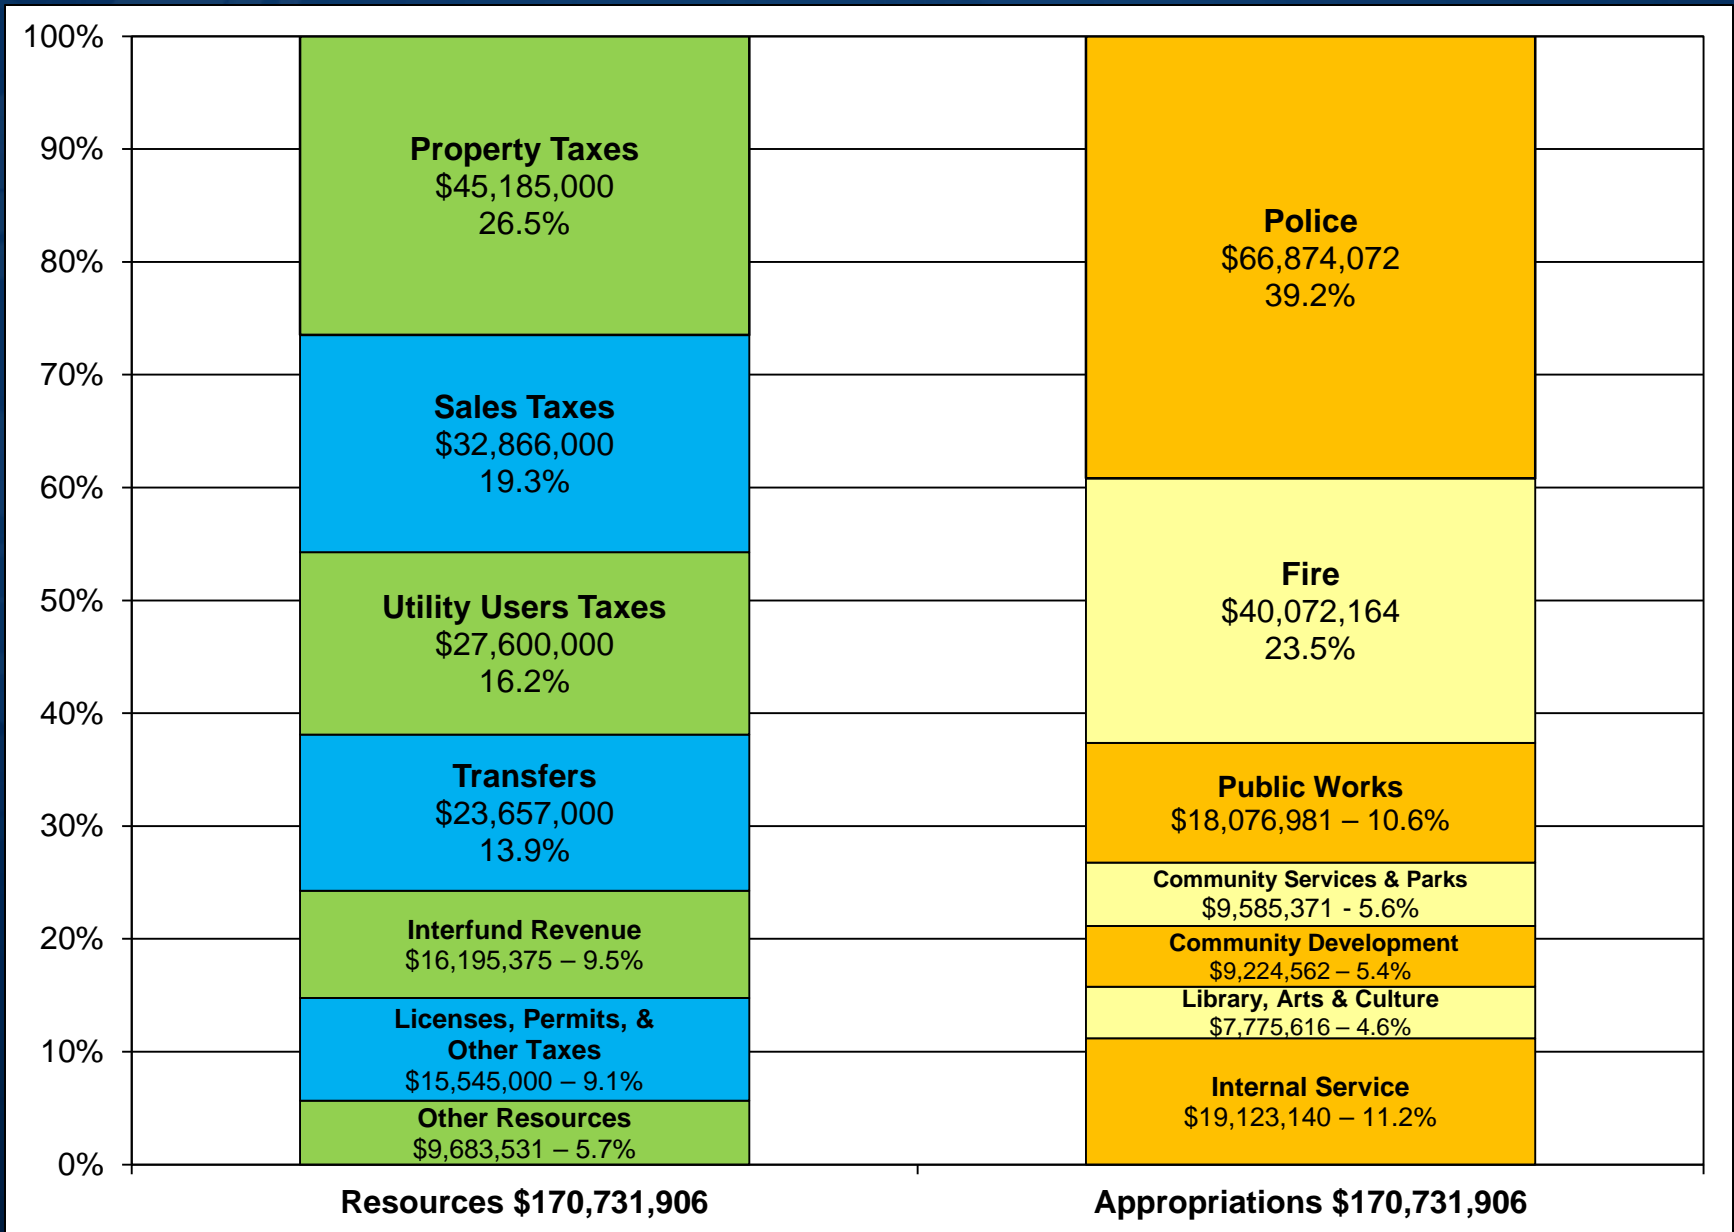 100%
90%
80%
70%
60%
50%
40%
30%
20%
10%
0%
Property Taxes
$45,185,000
26.5%
Sales Taxes
$32,866,000
19.3%
Utility Users Taxes
$27,600,000
16.2%
Transfers
$23,657,000
13.9%
Interfund Revenue
$16,195,375 – 9.5%
Licenses, Permits, &
Other Taxes
$15,545,000 – 9.1%
Other Resources
$9,683,531 – 5.7%
Police
$66,874,072
39.2%
Fire
$40,072,164
23.5%
Public Works
$18,076,981 – 10.6%
Community Services & Parks
$9,585,371 - 5.6%
Community Development
$9,224,562 – 5.4%
Library, Arts & Culture
$7,775,616 – 4.6%
Internal Service
$19,123,140 – 11.2%
Resources $170,731,906
Appropriations $170,731,906